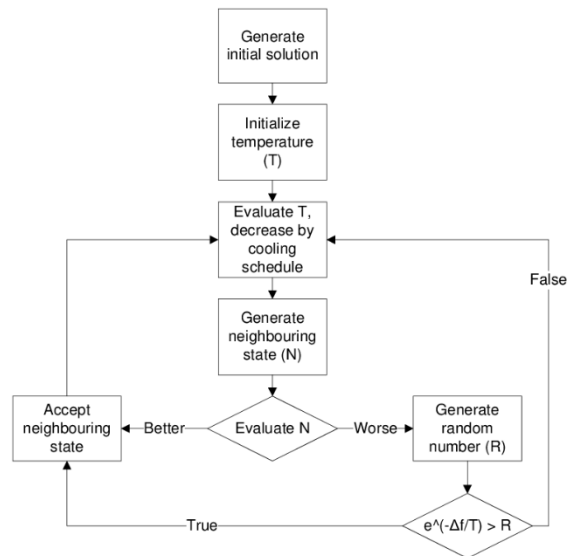 Generate
initial solution
Initialize
temperature
(T)
Evaluate T,
decrease by
cooling
schedule
False
Generate
neighbouring
state (N)
Accept
neighbouring
state
Better
Evaluate N
Worse
Generate
random
number (R)
True
e^(-Δf/T) > R